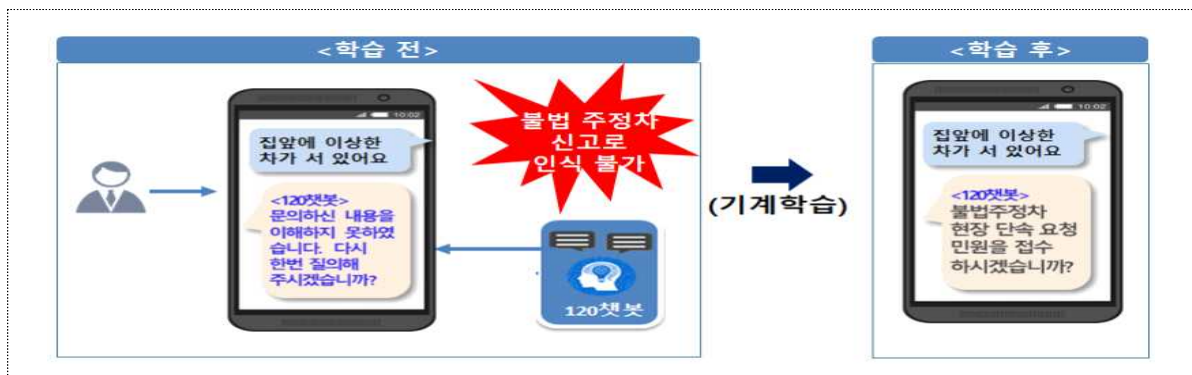 <학습 전>
10:02
집앞에 이상한
차가 서 있어요
<120챗봇>
문의하신 내용을
이해하지 못하였
습니다. 다시
한번 질의해
주시겠습니까?
불법 주정차
신고로
인식 불가
120챗봇
(기계학습)
<학습 후>
10:02
집앞에 이상한
차가 서 있어요
<120챗봇>
불법주정차
현장 단속 요청
민원을 접수
하시겠습니까?